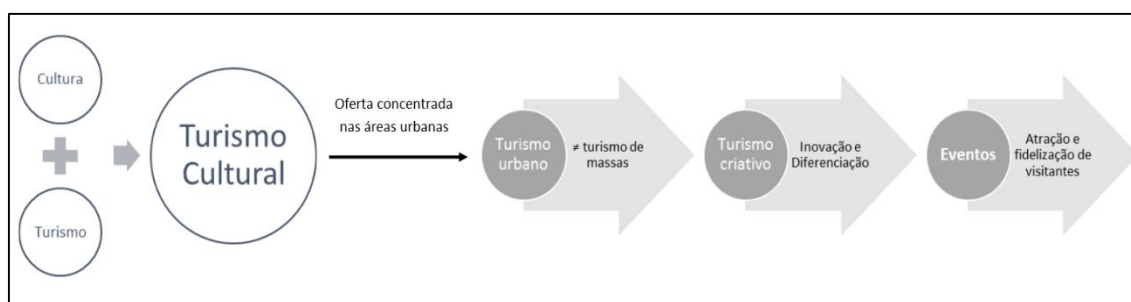 Cultura
Turismo
Turismo
Cultural
Oferta concentrada
nas áreas urbanas
Turismo
urbano
≠ turismo de
massas
Turismo
criativo
Inovação e
Diferenciação
Eventos
Atração e
fidelização de
visitantes